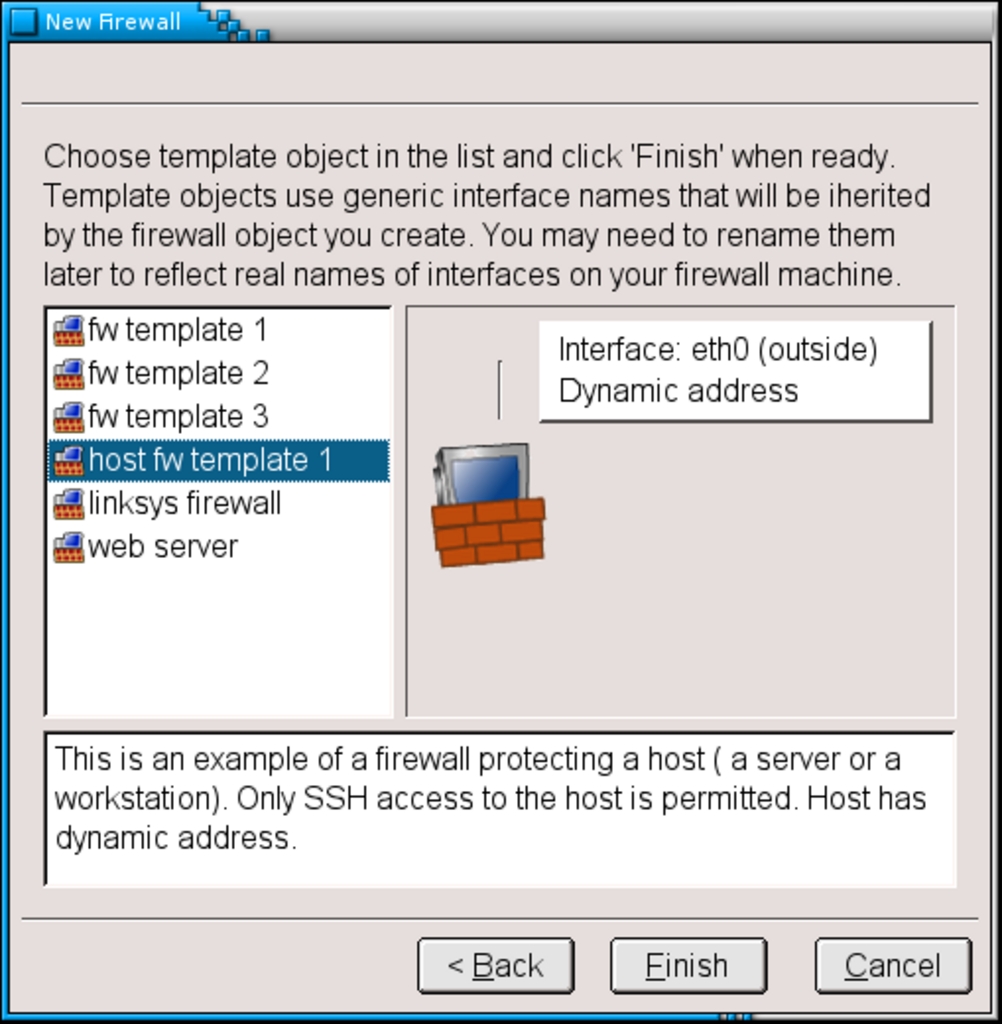 New Firewall
Choose template object in the list and click 'Finish' when ready.
Template objects use generic interface names that will be iherited
by the firewall object you create. You may need to rename them
later to reflect real names of interfaces on your firewall machine.
fw template 1
fw template 2
fw template 3
host fw template 1
linksys firewall
web server
Interface: eth0 (outside)
Dynamic address
This is an example of a firewall protecting a host ( a server or a
workstation). Only SSH access to the host is permitted. Host has
dynamic address.
< Back
Finish
Cancel